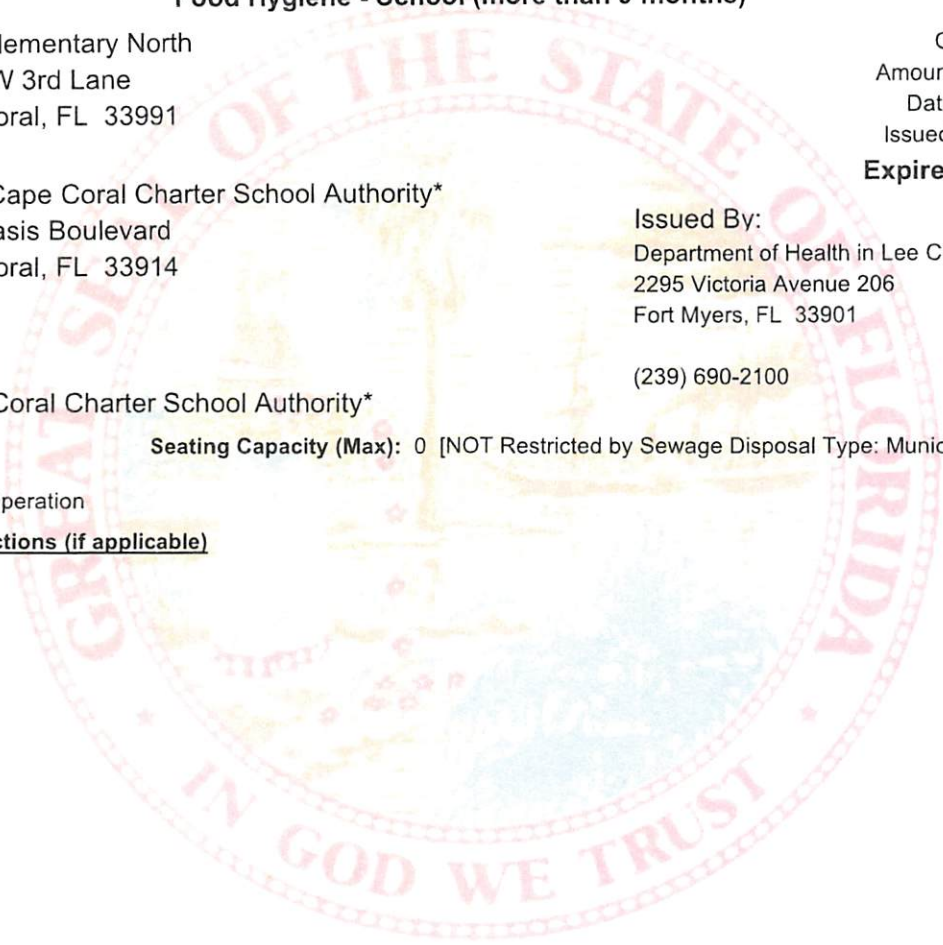 Food Hygiene - School (more than 9 months)
lementary North
W 3rd Lane
oral, FL 33991
Amoun
Dat
Issued
Expire
Cape Coral Charter School Authority*
asis Boulevard
oral, FL 33914
Issued By:
Department of Health in Lee C
2295 Victoria Avenue 206
Fort Myers, FL 33901
(239) 690-2100
Coral Charter School Authority*
Seating Capacity (Max): 0 [NOT Restricted by Sewage Disposal Type: Munic
peration
ctions (if applicable)
GREAT SEAL OF THE STATE OF FLORIDA
IN GOD WE TRUST